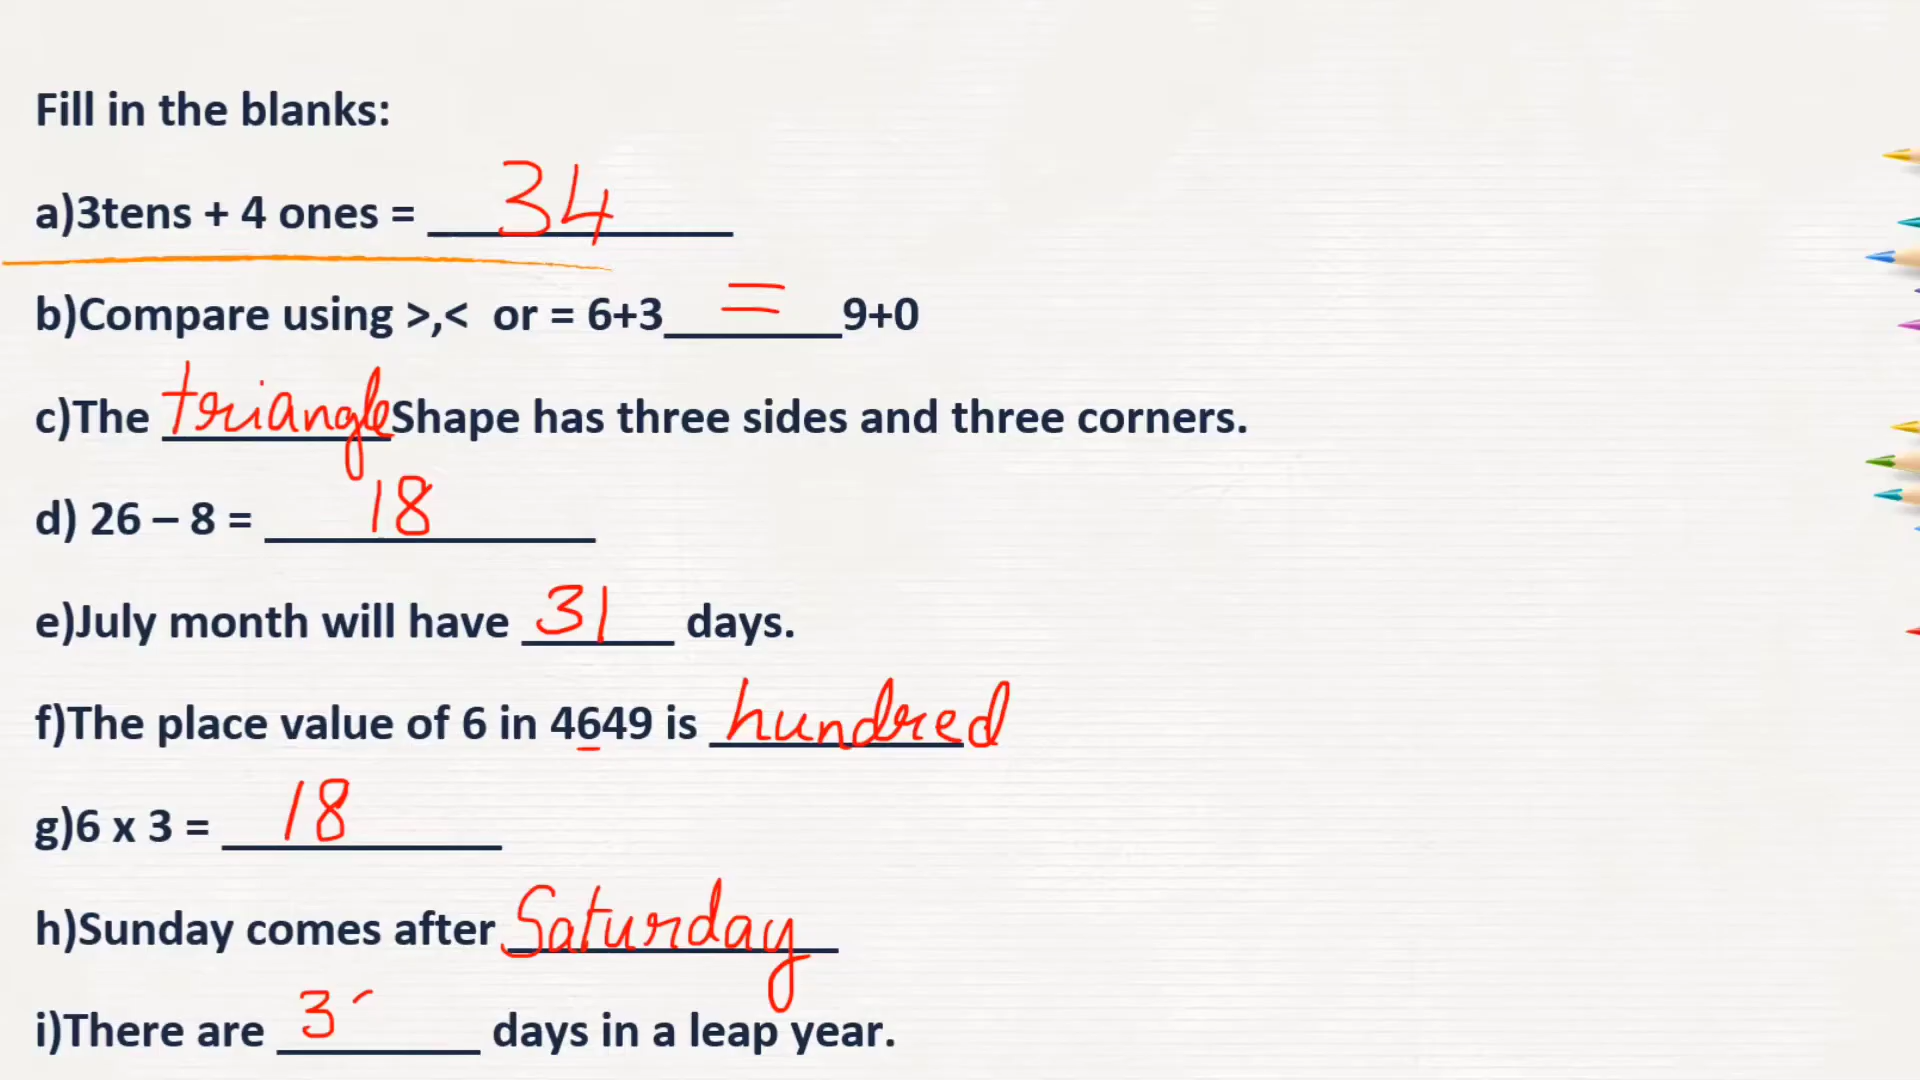 Fill in the blanks:
a)3tens + 4 ones = 34
b)Compare using >,< or = 6+3 = 9+0
c)The triangle Shape has three sides and three corners.
d) 26 – 8 = 18
e)July month will have 31 days.
f)The place value of 6 in 4649 is hundred
g)6 x 3 = 18
h)Sunday comes after Saturday
i)There are 3 days in a leap year.